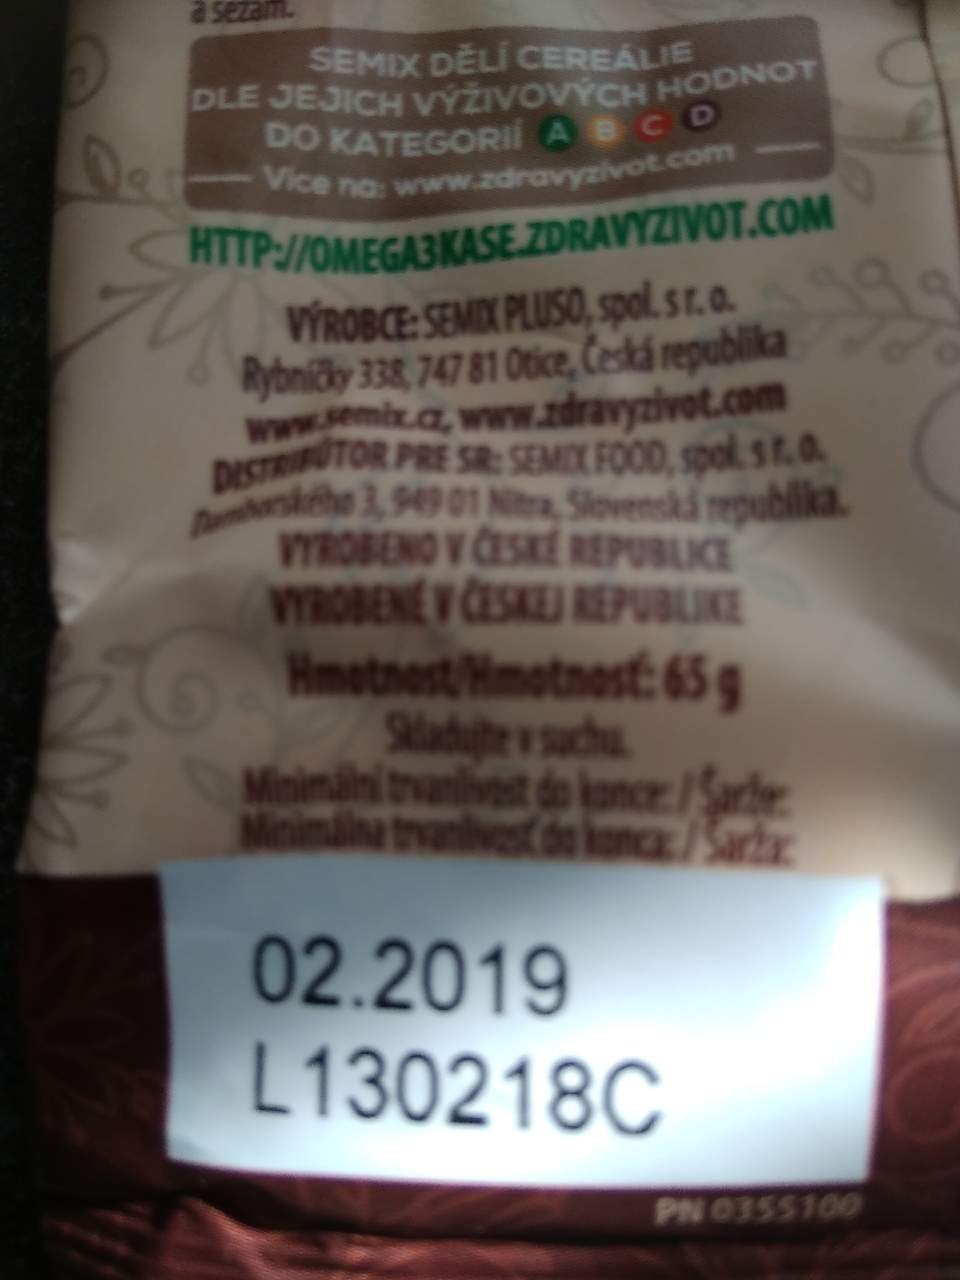 a sezam.
SEMIX DĚLÍ CEREÁLIE
DLE JEJICH VÝŽIVOVÝCH HODNOT
DO KATEGORIÍ A B C D
Více na: www.zdravyzivot.com
HTTP://OMEGA3KASE.ZDRAVYZIVOT.COM
VÝROBCE: SEMIX PLUSO, spol. s r. o.
Rybníčky 338, 747 81 Otice, Česká republika
www.semix.cz, www.zdravyzivot.com
DISTRIBÚTOR PRE SR: SEMIX FOOD, spol. s r. o.
3, 949 01 Nitra, Slovenská republika.
VYROBENO V ČESKÉ REPUBLICE
VYROBENÉ V ČESKEJ REPUBLIKE
Hmotnost/Hmotnosť: 65 g
Skladujte v suchu.
Minimální trvanlivost do konce: / Šarže:
Minimálna trvanlivosť do konca: / Šarža:
02.2019
L130218C
PN 0355100